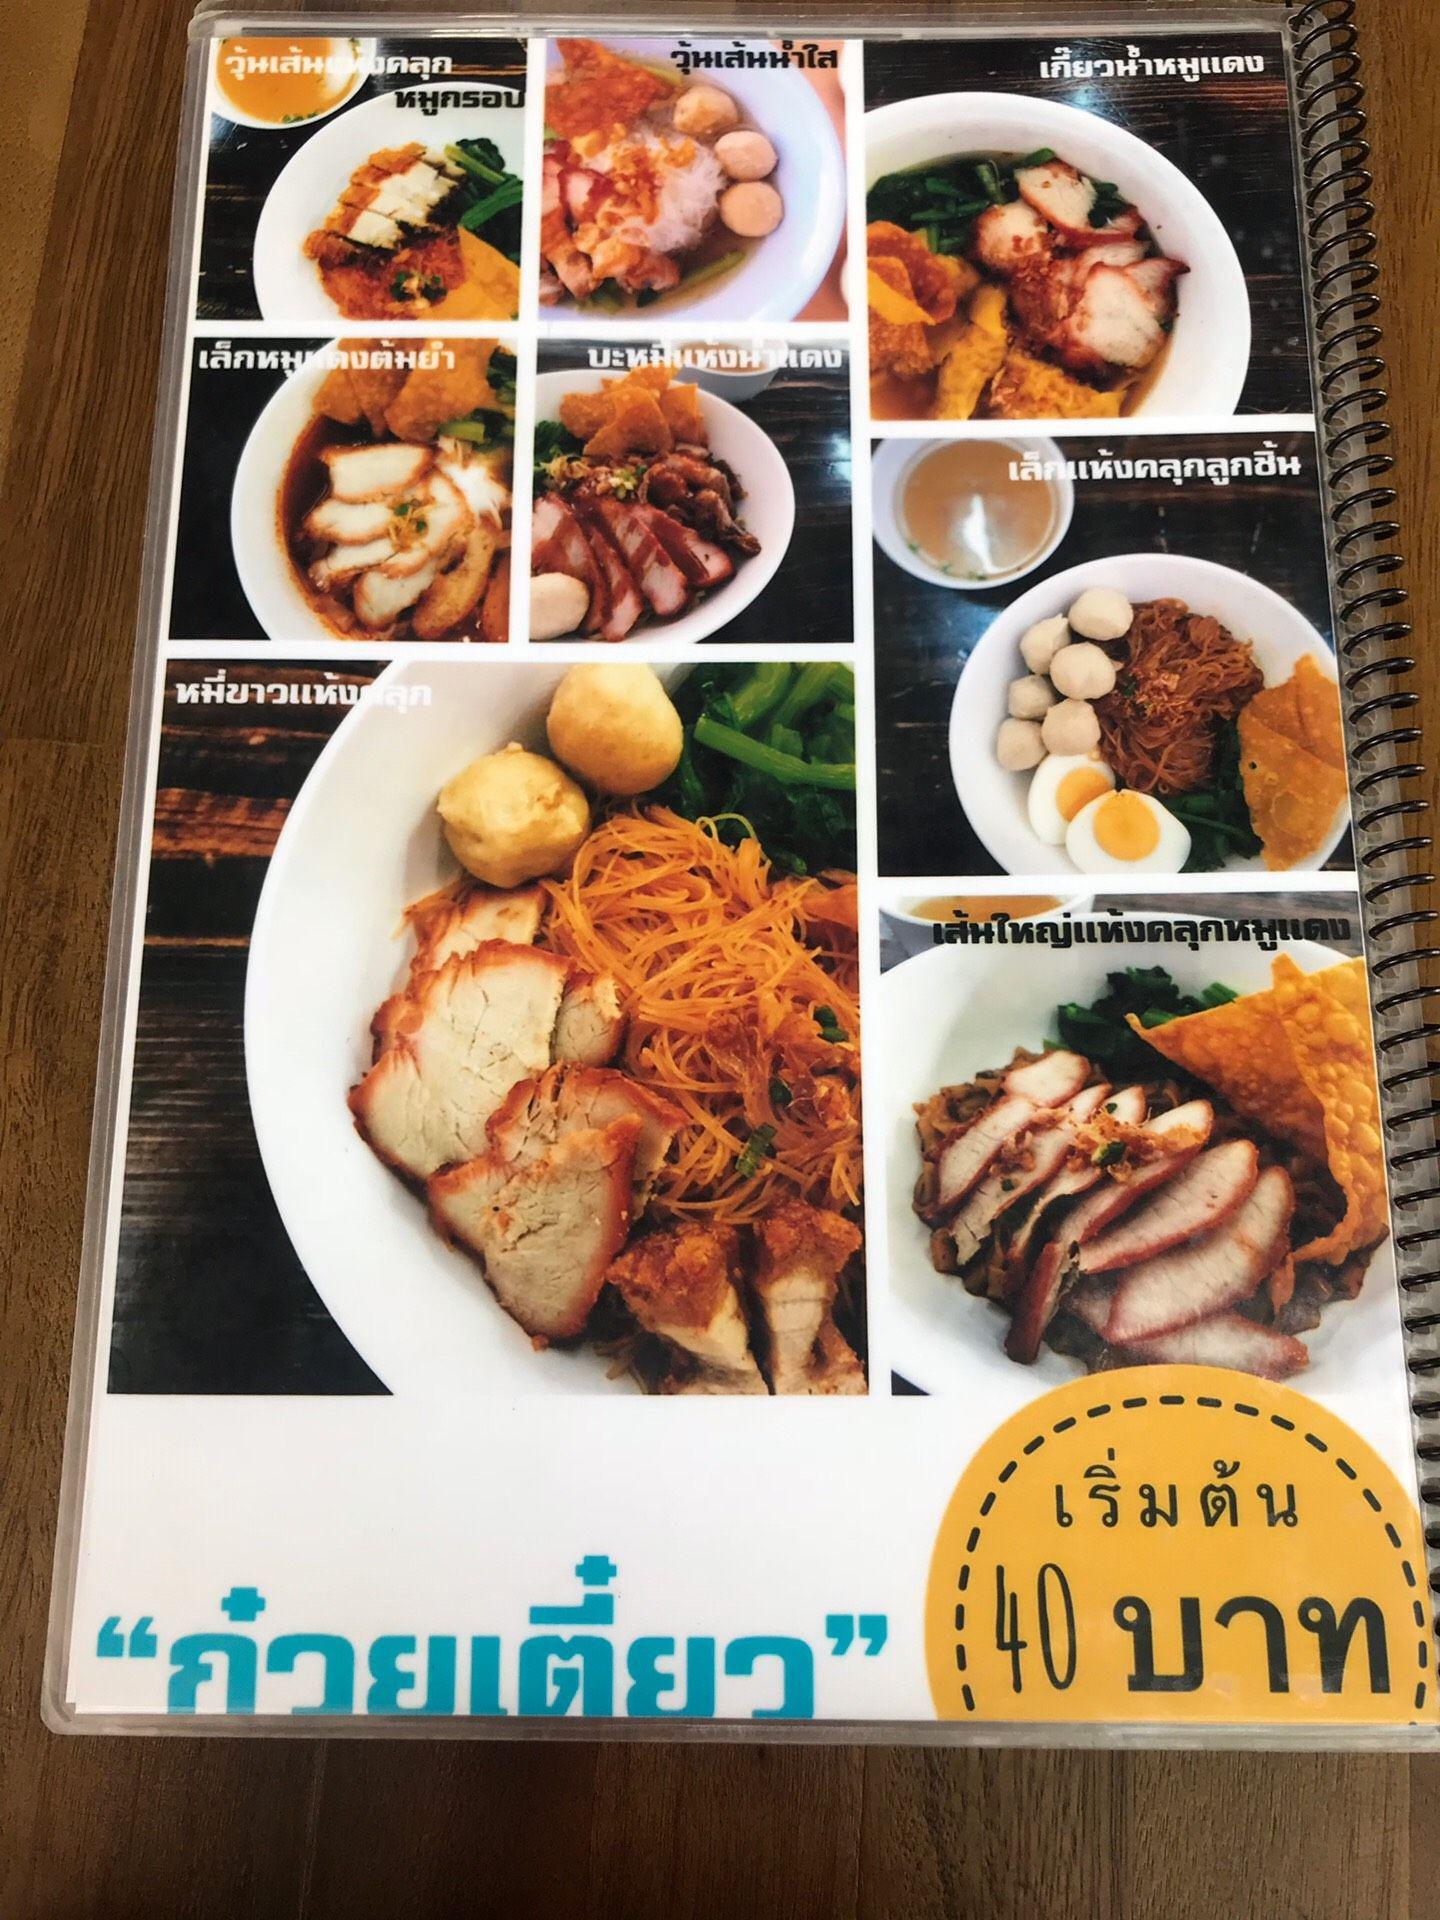 วุ้นเส้นแห้งคลุก
หมูกรอบ
วุ้นเส้นน้ำใส
เกี๊ยวน้ำหมูแดง
เล็กหมูแดงต้มยำ
บะหมี่แห้งน้ำแดง
เล็กแห้งคลุกลูกชิ้น
หมี่ขาวแห้งคลุก
เส้นใหญ่แห้งคลุกหมูแดง
เริ่มต้น
40 บาท
“ก๋วยเตี๋ยว”